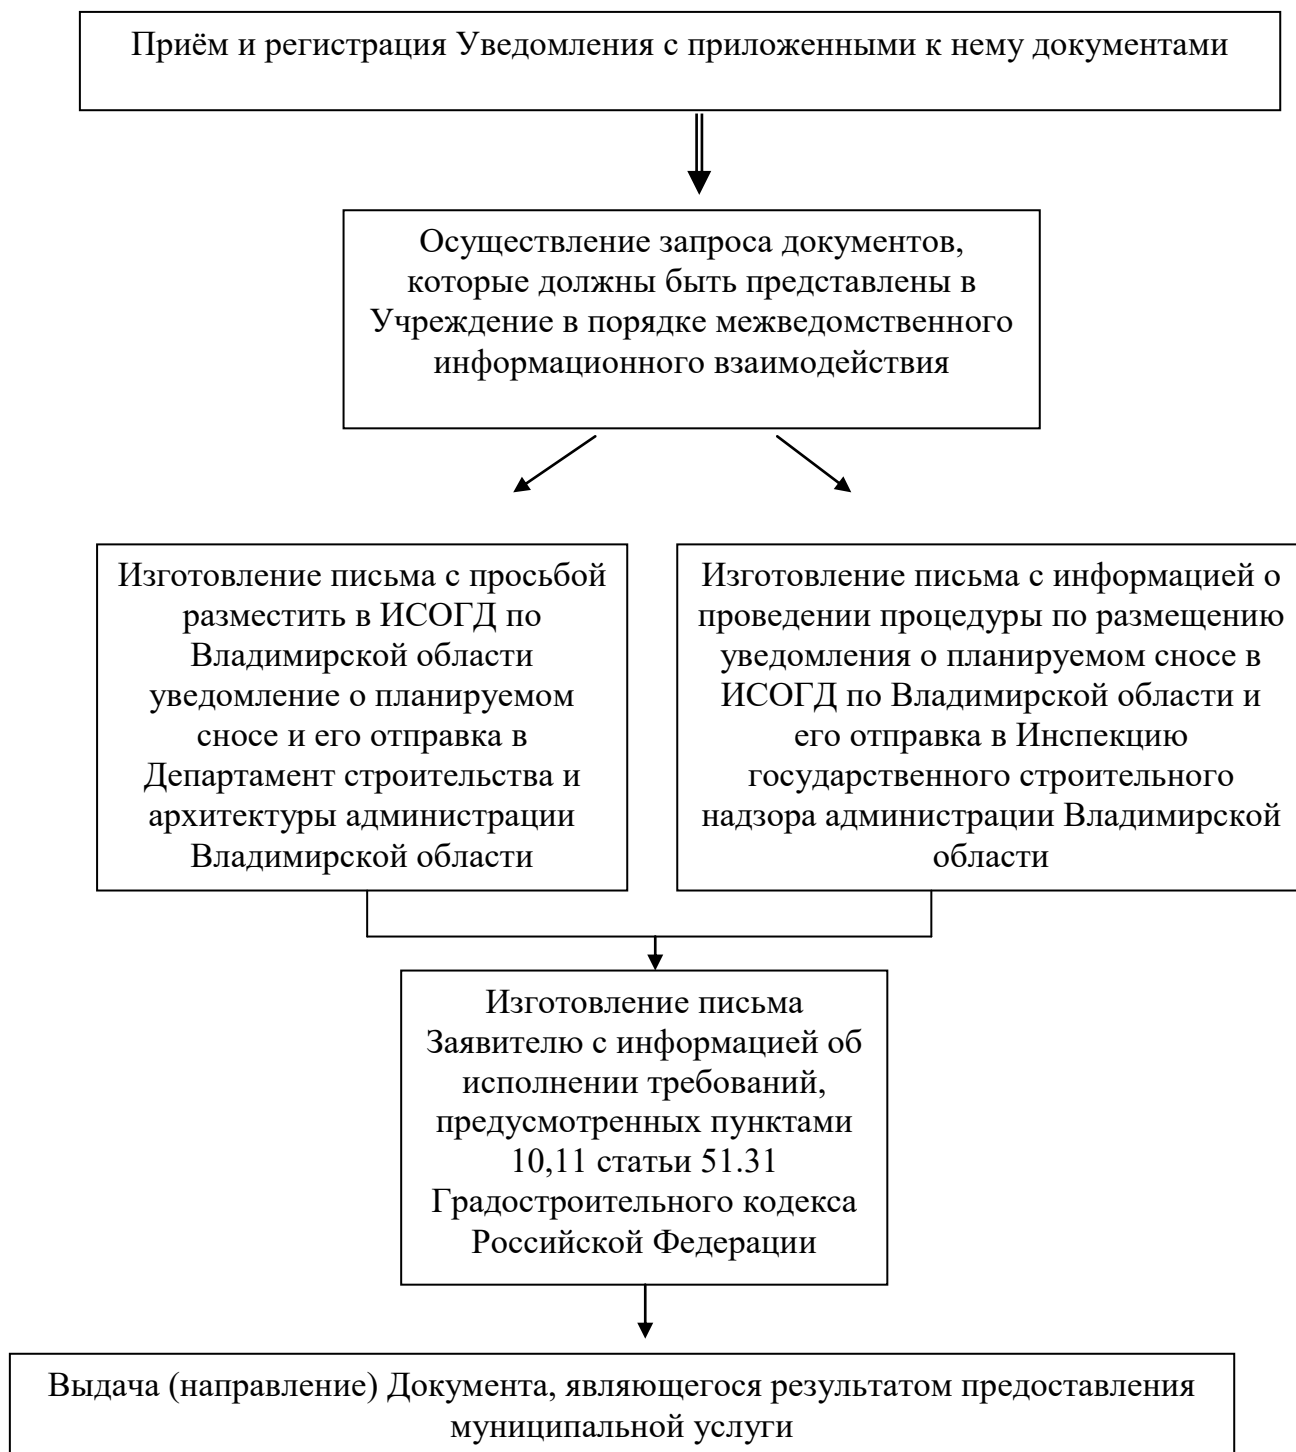 Приём и регистрация Уведомления с приложенными к нему документами
Осуществление запроса документов,
которые должны быть представлены в
Учреждение в порядке межведомственного
информационного взаимодействия
Изготовление письма с просьбой
разместить в ИСОГД по
Владимирской области
уведомление о планируемом
сносе и его отправка в
Департамент строительства и
архитектуры администрации
Владимирской области
Изготовление письма с информацией о
проведении процедуры по размещению
уведомления о планируемом сносе в
ИСОГД по Владимирской области и
его отправка в Инспекцию
государственного строительного
надзора администрации Владимирской
области
Изготовление письма
Заявителю с информацией об
исполнении требований,
предусмотренных пунктами
10,11 статьи 51.31
Градостроительного кодекса
Российской Федерации
Выдача (направление) Документа, являющегося результатом предоставления
муниципальной услуги